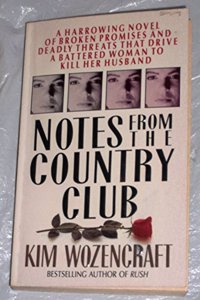 A HARROWING NOVEL
OF BROKEN PROMISES AND
DEADLY THREATS THAT DRIVE
A BATTERED WOMAN TO
KILL HER HUSBAND
NOTES FROM
THE
COUNTRY
CLUB
KIM WOZENCRAFT
BESTSELLING AUTHOR OF RUSH